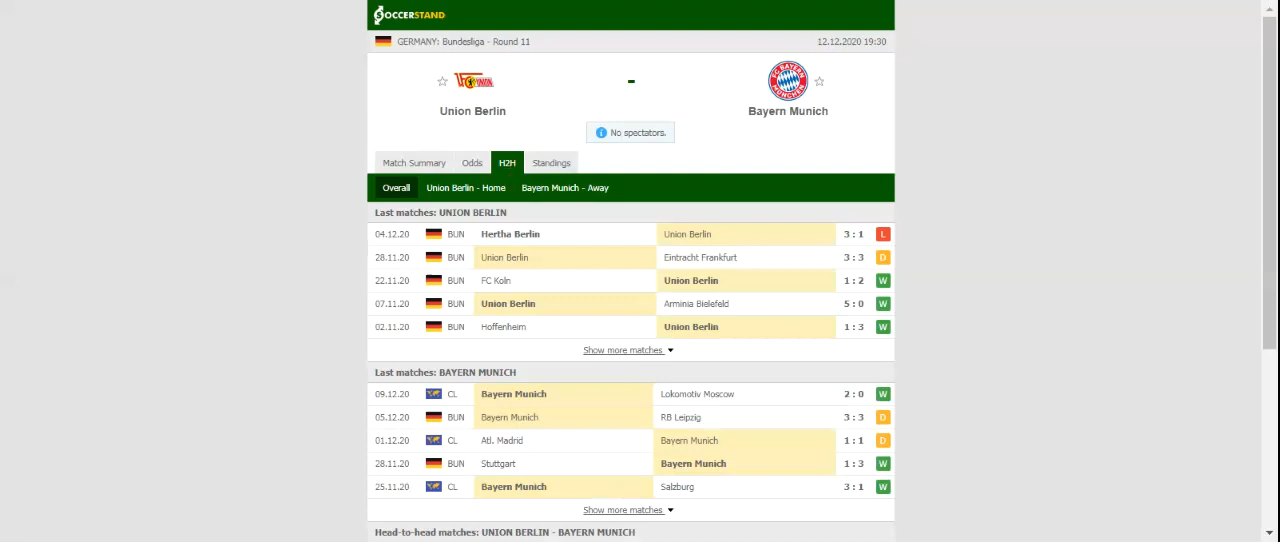 SOCCERSTAND
GERMANY: Bundesliga - Round 11 12.12.2020 19:30
Union Berlin - Bayern Munich
No spectators.
Match Summary Odds H2H Standings
Overall Union Berlin - Home Bayern Munich - Away
Last matches: UNION BERLIN
04.12.20 BUN Hertha Berlin Union Berlin 3 : 1 L
28.11.20 BUN Union Berlin Eintracht Frankfurt 3 : 3 D
22.11.20 BUN FC Koln Union Berlin 1 : 2 W
07.11.20 BUN Union Berlin Arminia Bielefeld 5 : 0 W
02.11.20 BUN Hoffenheim Union Berlin 1 : 3 W
Show more matches
Last matches: BAYERN MUNICH
09.12.20 CL Bayern Munich Lokomotiv Moscow 2 : 0 W
05.12.20 BUN Bayern Munich RB Leipzig 3 : 3 D
01.12.20 CL Atl. Madrid Bayern Munich 1 : 1 D
28.11.20 BUN Stuttgart Bayern Munich 1 : 3 W
25.11.20 CL Bayern Munich Salzburg 3 : 1 W
Show more matches
Head-to-head matches: UNION BERLIN - BAYERN MUNICH